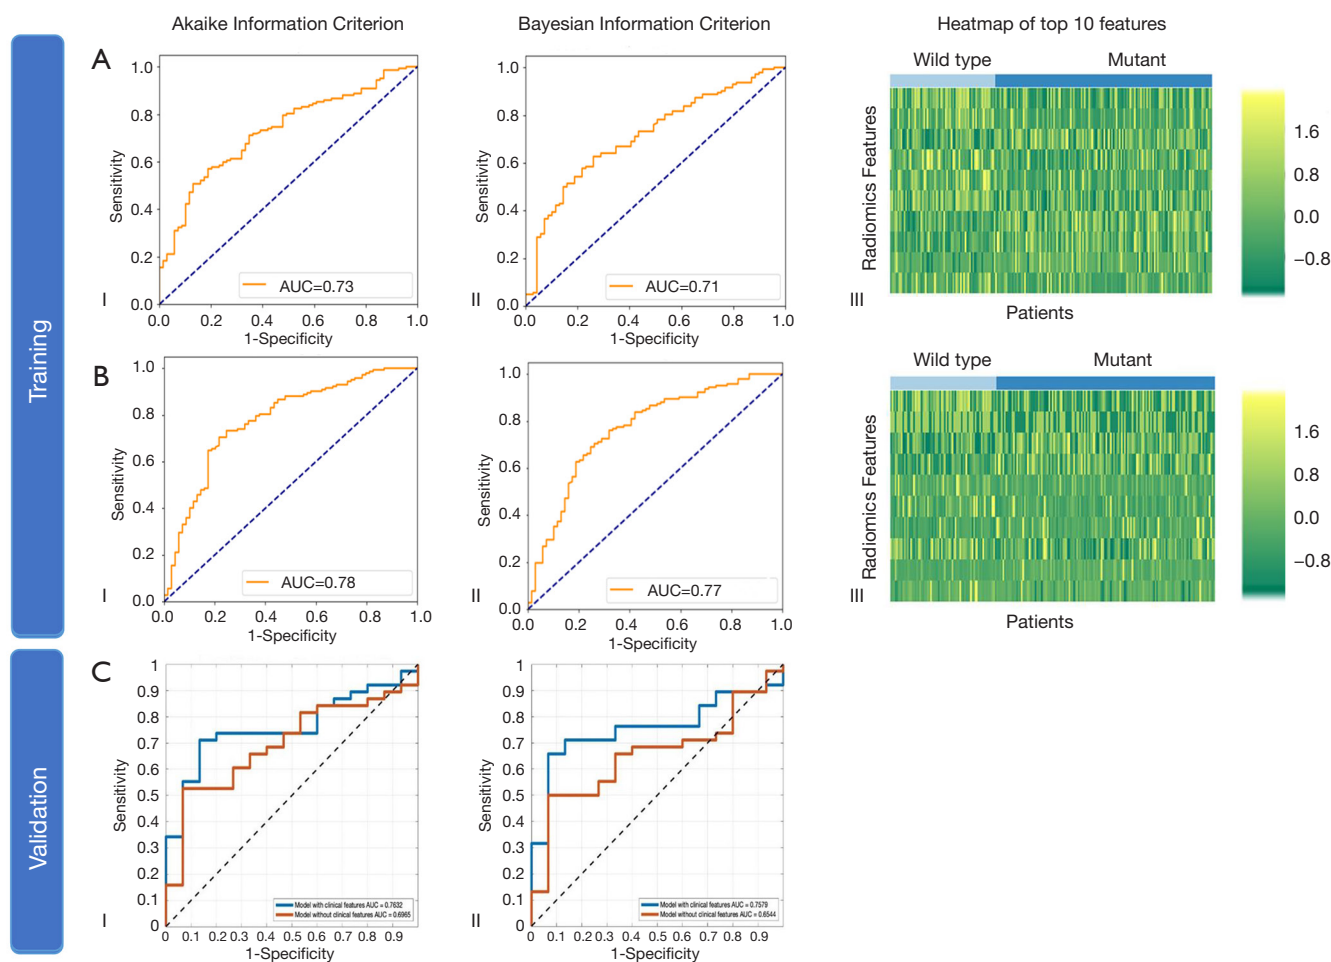 Akaike Information Criterion
Bayesian Information Criterion
Heatmap of top 10 features
Training
A
1.0
0.8
0.6
0.4
0.2
0.0
Sensitivity
AUC=0.73
I
0.0 0.2 0.4 0.6 0.8 1.0
1-Specificity
1.0
0.8
0.6
0.4
0.2
0.0
Sensitivity
AUC=0.71
II
0.0 0.2 0.4 0.6 0.8 1.0
1-Specificity
Wild type Mutant
Radiomics Features
1.6
0.8
0.0
−0.8
III
Patients
B
1.0
0.8
0.6
0.4
0.2
0.0
Sensitivity
AUC=0.78
I
0.0 0.2 0.4 0.6 0.8 1.0
1-Specificity
1.0
0.8
0.6
0.4
0.2
0.0
Sensitivity
AUC=0.77
II
0.0 0.2 0.4 0.6 0.8 1.0
1-Specificity
Wild type Mutant
Radiomics Features
1.6
0.8
0.0
−0.8
III
Patients
Validation
C
1
0.9
0.8
0.7
0.6
0.5
0.4
0.3
0.2
0.1
0
Sensitivity
Model with clinical features AUC = 0.7632
Model without clinical features AUC = 0.6965
I
0 0.1 0.2 0.3 0.4 0.5 0.6 0.7 0.8 0.9
1-Specificity
1
0.9
0.8
0.7
0.6
0.5
0.4
0.3
0.2
0.1
0
Sensitivity
Model with clinical features AUC = 0.7579
Model without clinical features AUC = 0.6544
II
0 0.1 0.2 0.3 0.4 0.5 0.6 0.7 0.8 0.9
1-Specificity